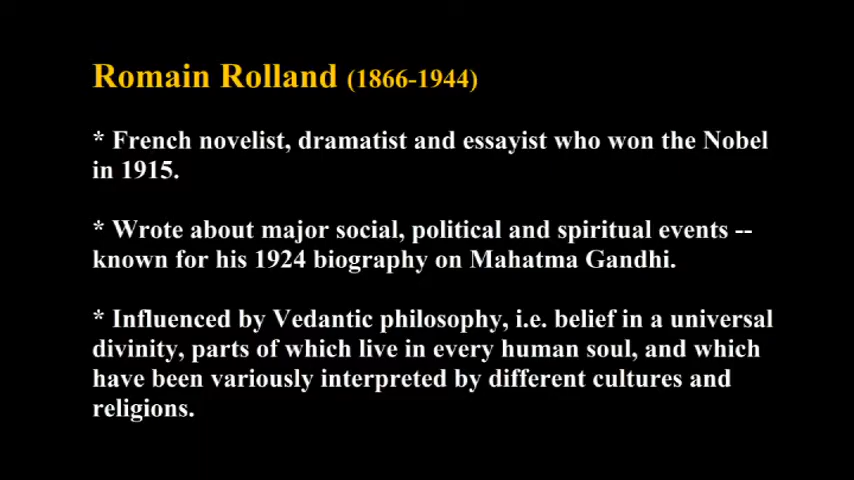 Romain Rolland (1866-1944)
* French novelist, dramatist and essayist who won the Nobel
in 1915.
* Wrote about major social, political and spiritual events --
known for his 1924 biography on Mahatma Gandhi.
* Influenced by Vedantic philosophy, i.e. belief in a universal
divinity, parts of which live in every human soul, and which
have been variously interpreted by different cultures and
religions.